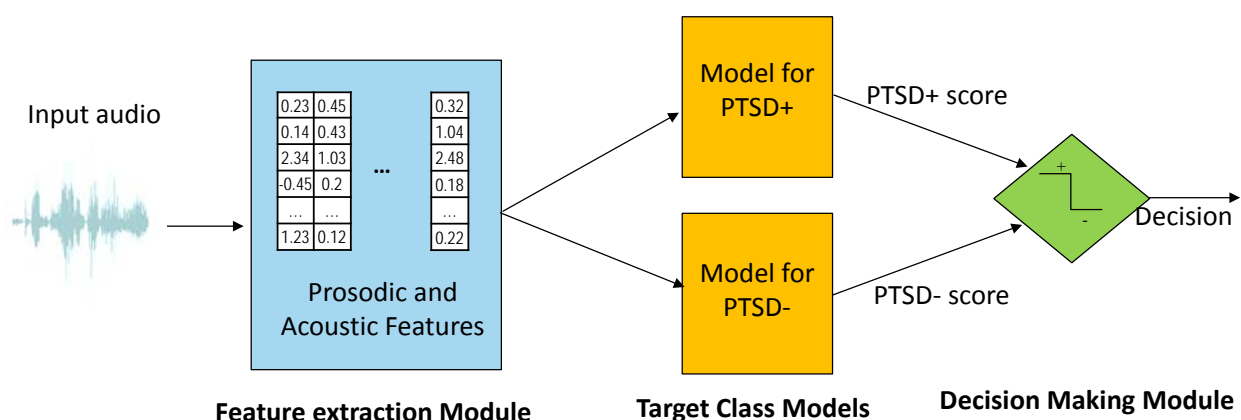 Input audio
0.23 0.45 0.32
0.14 0.43 1.04
2.34 1.03 2.48
-0.45 0.2 ... 0.18
... ... ...
1.23 0.12 0.22
Prosodic and
Acoustic Features
Feature extraction Module
Model for
PTSD+
Model for
PTSD-
Target Class Models
PTSD+ score
PTSD- score
+
-
Decision
Decision Making Module